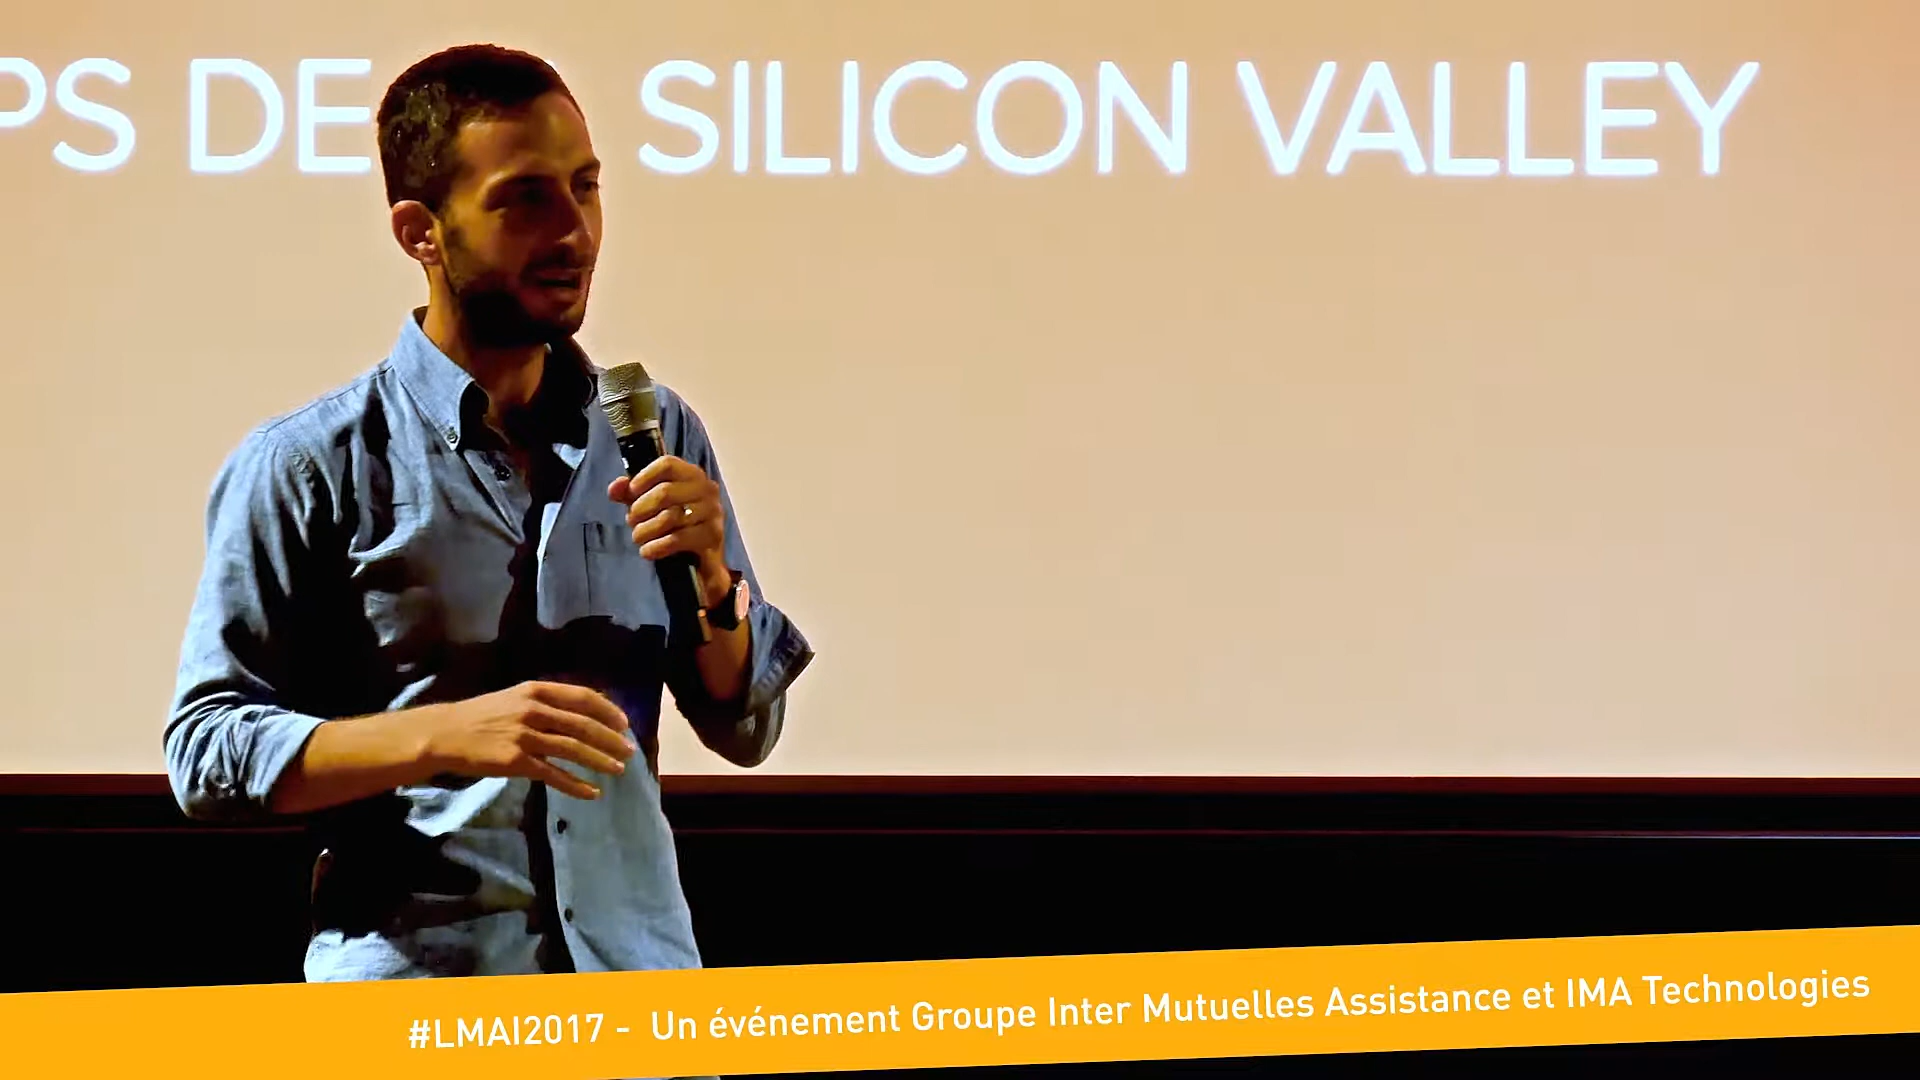 PS DE SILICON VALLEY
#LMAI2017 - Un événement Groupe Inter Mutuelles Assistance et IMA Technologies